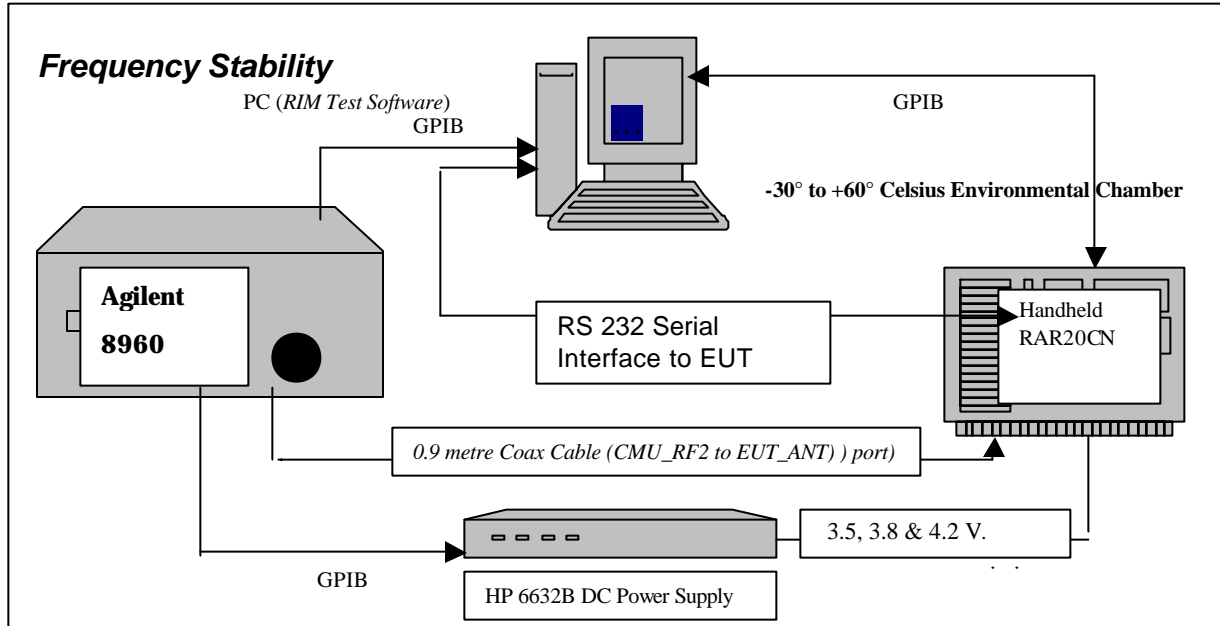 Frequency Stability
PC (RIM Test Software)
GPIB
GPIB
-30° to +60° Celsius Environmental Chamber
Agilent
8960
RS 232 Serial
Interface to EUT
Handheld
RAR20CN
0.9 metre Coax Cable (CMU_RF2 to EUT_ANT) ) port)
3.5, 3.8 & 4.2 V.
GPIB
HP 6632B DC Power Supply